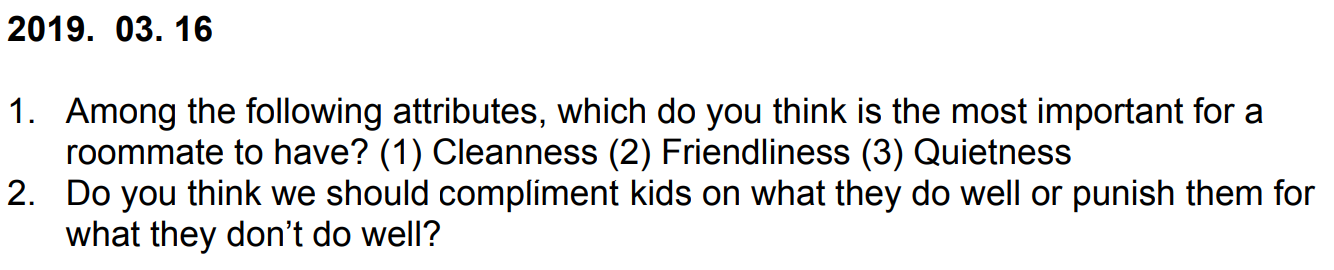 2019. 03. 16
1. Among the following attributes, which do you think is the most important for a
roommate to have? (1) Cleanness (2) Friendliness (3) Quietness
2. Do you think we should complíment kids on what they do well or punish them for
what they don’t do well?